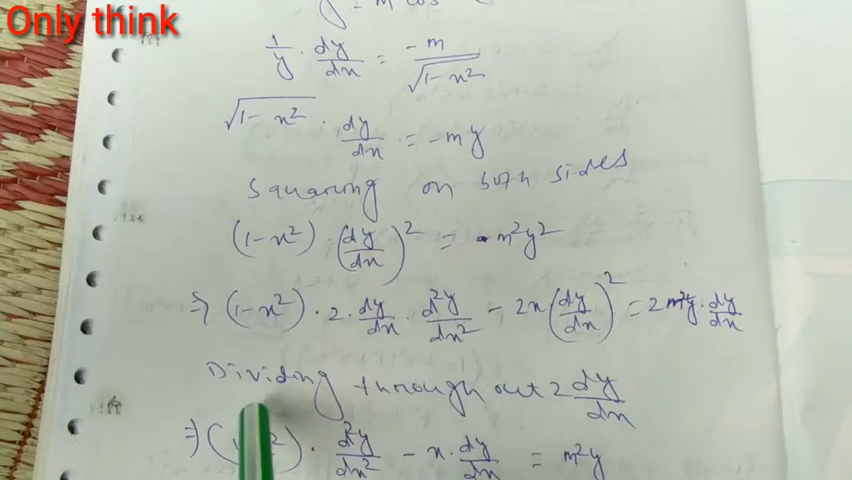 Only think
y = m cos
1/y · dy/dx = -m/√(1-x²)
√(1-x²) · dy/dx = -my
Squaring on both sides
(1-x²) (dy/dx)² = m²y²
⇒ (1-x²) · 2 · dy/dx · d²y/dx² - 2x (dy/dx)² = 2m²y · dy/dx
Dividing through out 2 dy/dx
⇒ ( ²) · d²y/dx² - x · dy/dx = m²y